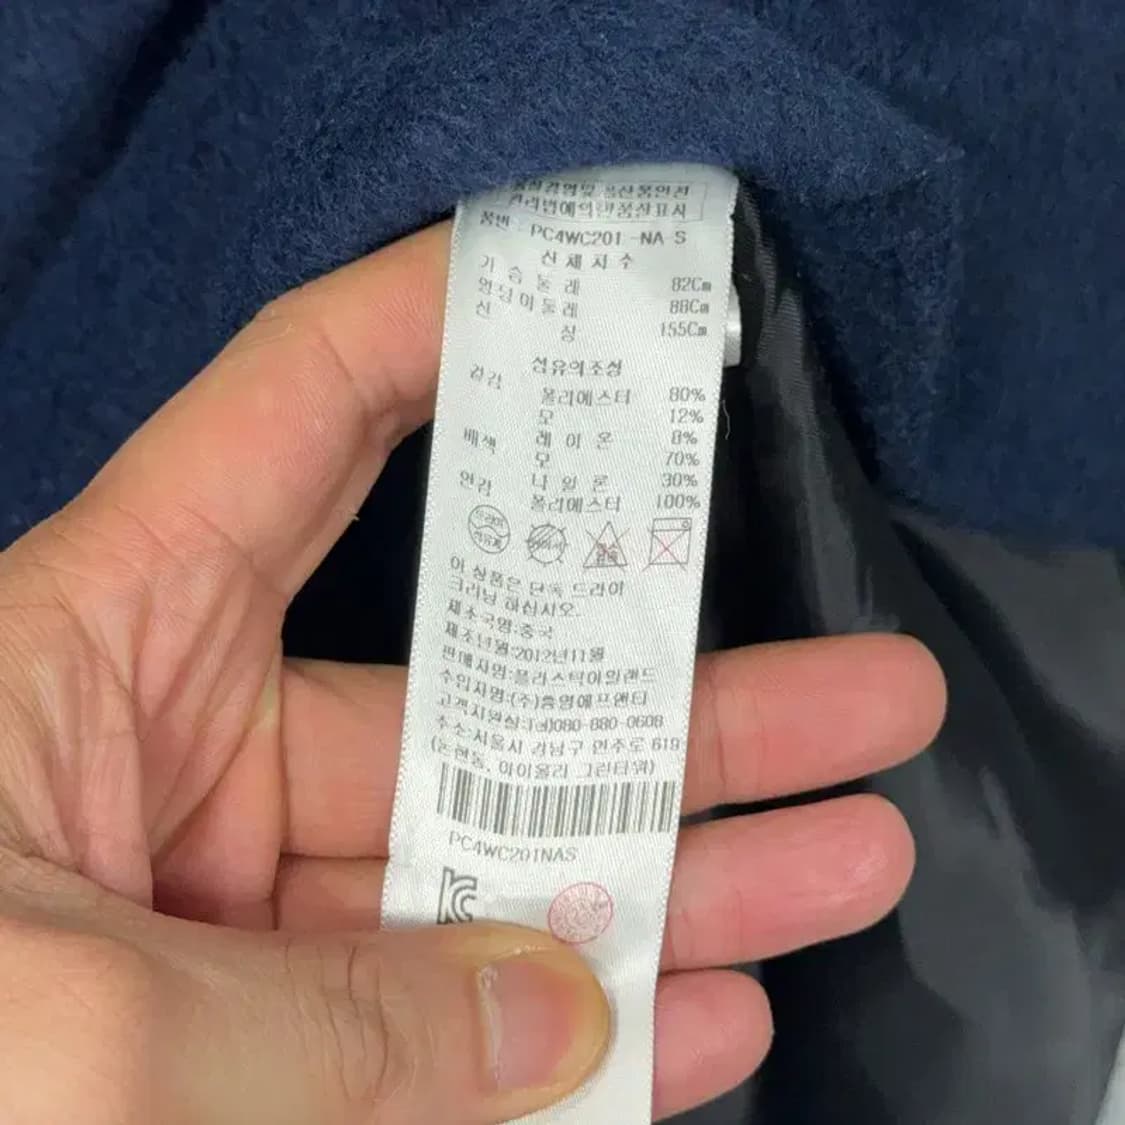 품질경영및 공산품안전
관리법에의한품질표시
품번 : PC4WC201 -NA-S
신 체 치 수
가 슴 둘 레 82Cm
엉덩이둘레 88Cm
신 장 155Cm
섬유의조성
겉감 폴리에스터 80%
모 12%
레 이 온 8%
배색 모 70%
나 일 론 30%
안감 폴리에스터 100%
드라이
석유계
이 상품은 단독 드라이
크리닝 하십시오.
제조국명:중국
제조년월:2012년11월
판매자명:플라스틱아일랜드
수입자명:(주)
고객지원실:Tel)080-880-0608
주소:서울시 강남구 언주로 619
(논현동, 아이올리 그린타워)
PC4WC201NAS